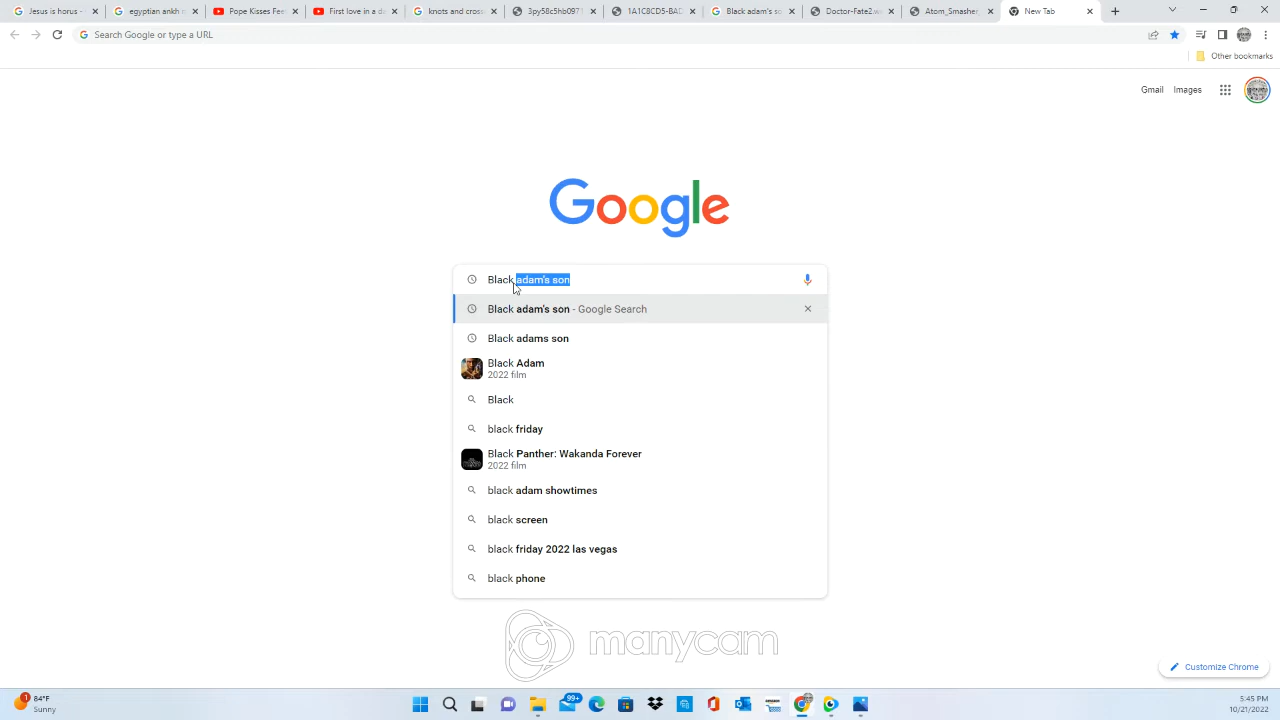 Jesus is horus -
egyptian ankh
Pope Kisses Fee
First love in a d
knots and cross
3py58c5hb097
1A1C8CD5-BAD
Black adam's so
Doctor-Fate2.w
Atom_Smasher
New Tab
Search Google or type a URL
Other bookmarks
Gmail Images
Google
Black adam's son
Black adam's son - Google Search
Black adams son
Black Adam
2022 film
Black
black friday
Black Panther: Wakanda Forever
2022 film
black adam showtimes
black screen
black friday 2022 las vegas
black phone
manycam
Customize Chrome
1
84°F
Sunny
99+
5:45 PM
10/21/2022